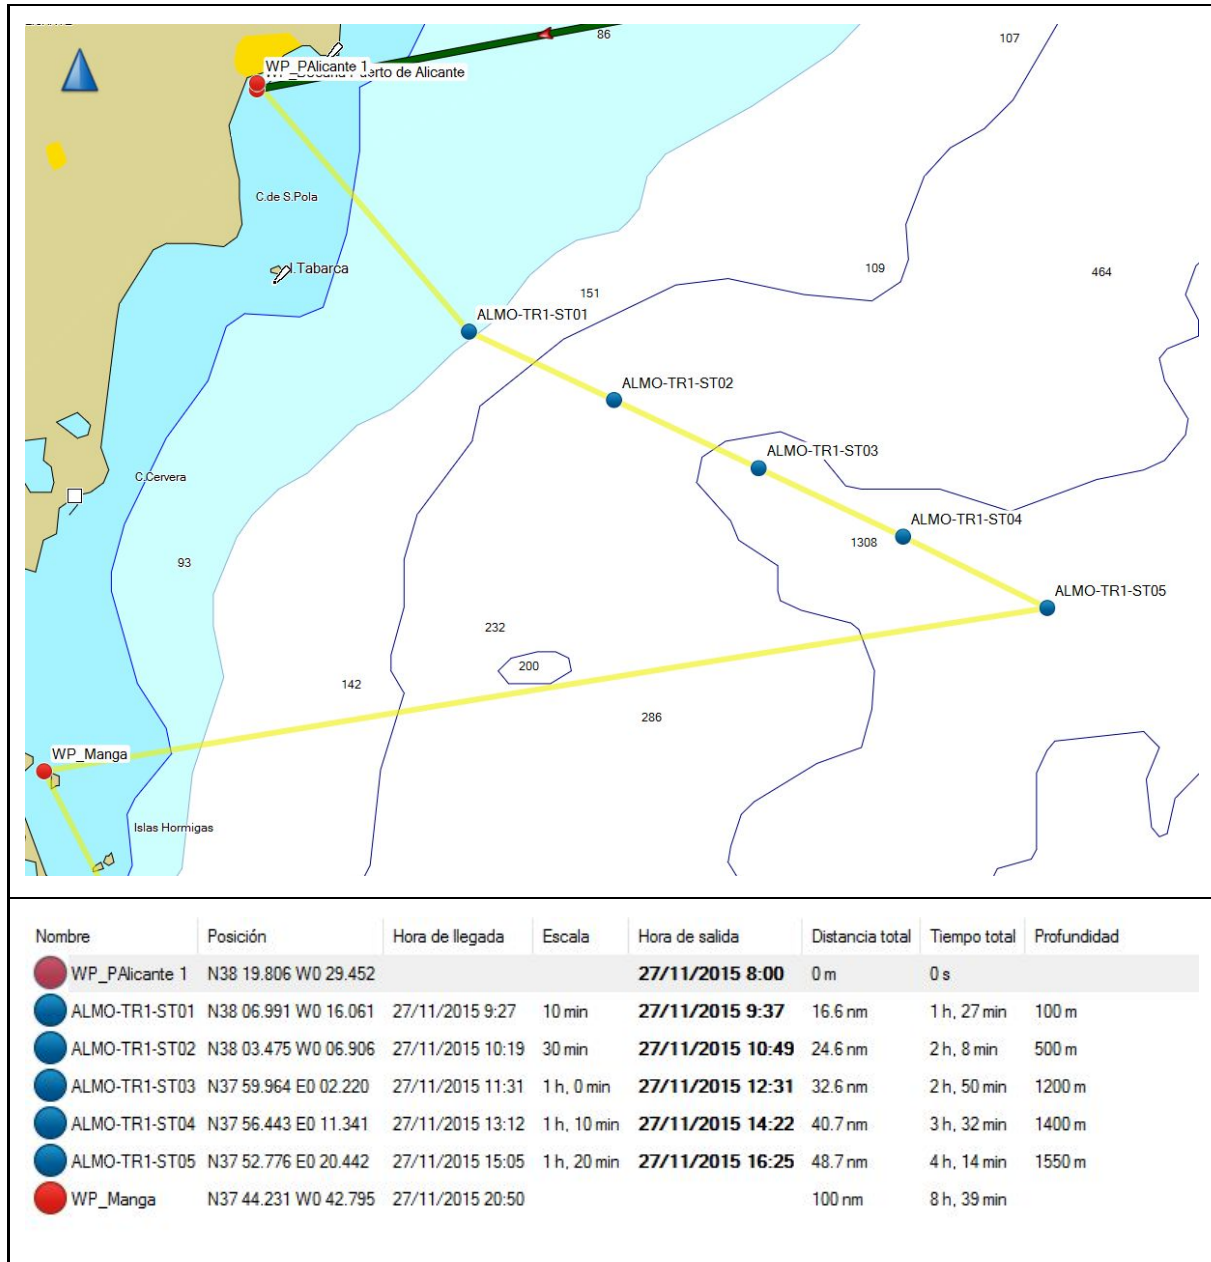 86
107
WP_PAlicante 1
Puerto de Alicante
C.de S.Pola
I.Tabarca
109
464
151
ALMO-TR1-ST01
ALMO-TR1-ST02
ALMO-TR1-ST03
C.Cervera
ALMO-TR1-ST04
1308
93
ALMO-TR1-ST05
232
200
142
286
WP_Manga
Islas Hormigas
Nombre Posición Hora de llegada Escala Hora de salida Distancia total Tiempo total Profundidad
WP_PAlicante 1 N38 19.806 W0 29.452 27/11/2015 8:00 0 m 0 s
ALMO-TR1-ST01 N38 06.991 W0 16.061 27/11/2015 9:27 10 min 27/11/2015 9:37 16.6 nm 1 h, 27 min 100 m
ALMO-TR1-ST02 N38 03.475 W0 06.906 27/11/2015 10:19 30 min 27/11/2015 10:49 24.6 nm 2 h, 8 min 500 m
ALMO-TR1-ST03 N37 59.964 E0 02.220 27/11/2015 11:31 1 h, 0 min 27/11/2015 12:31 32.6 nm 2 h, 50 min 1200 m
ALMO-TR1-ST04 N37 56.443 E0 11.341 27/11/2015 13:12 1 h, 10 min 27/11/2015 14:22 40.7 nm 3 h, 32 min 1400 m
ALMO-TR1-ST05 N37 52.776 E0 20.442 27/11/2015 15:05 1 h, 20 min 27/11/2015 16:25 48.7 nm 4 h, 14 min 1550 m
WP_Manga N37 44.231 W0 42.795 27/11/2015 20:50 100 nm 8 h, 39 min